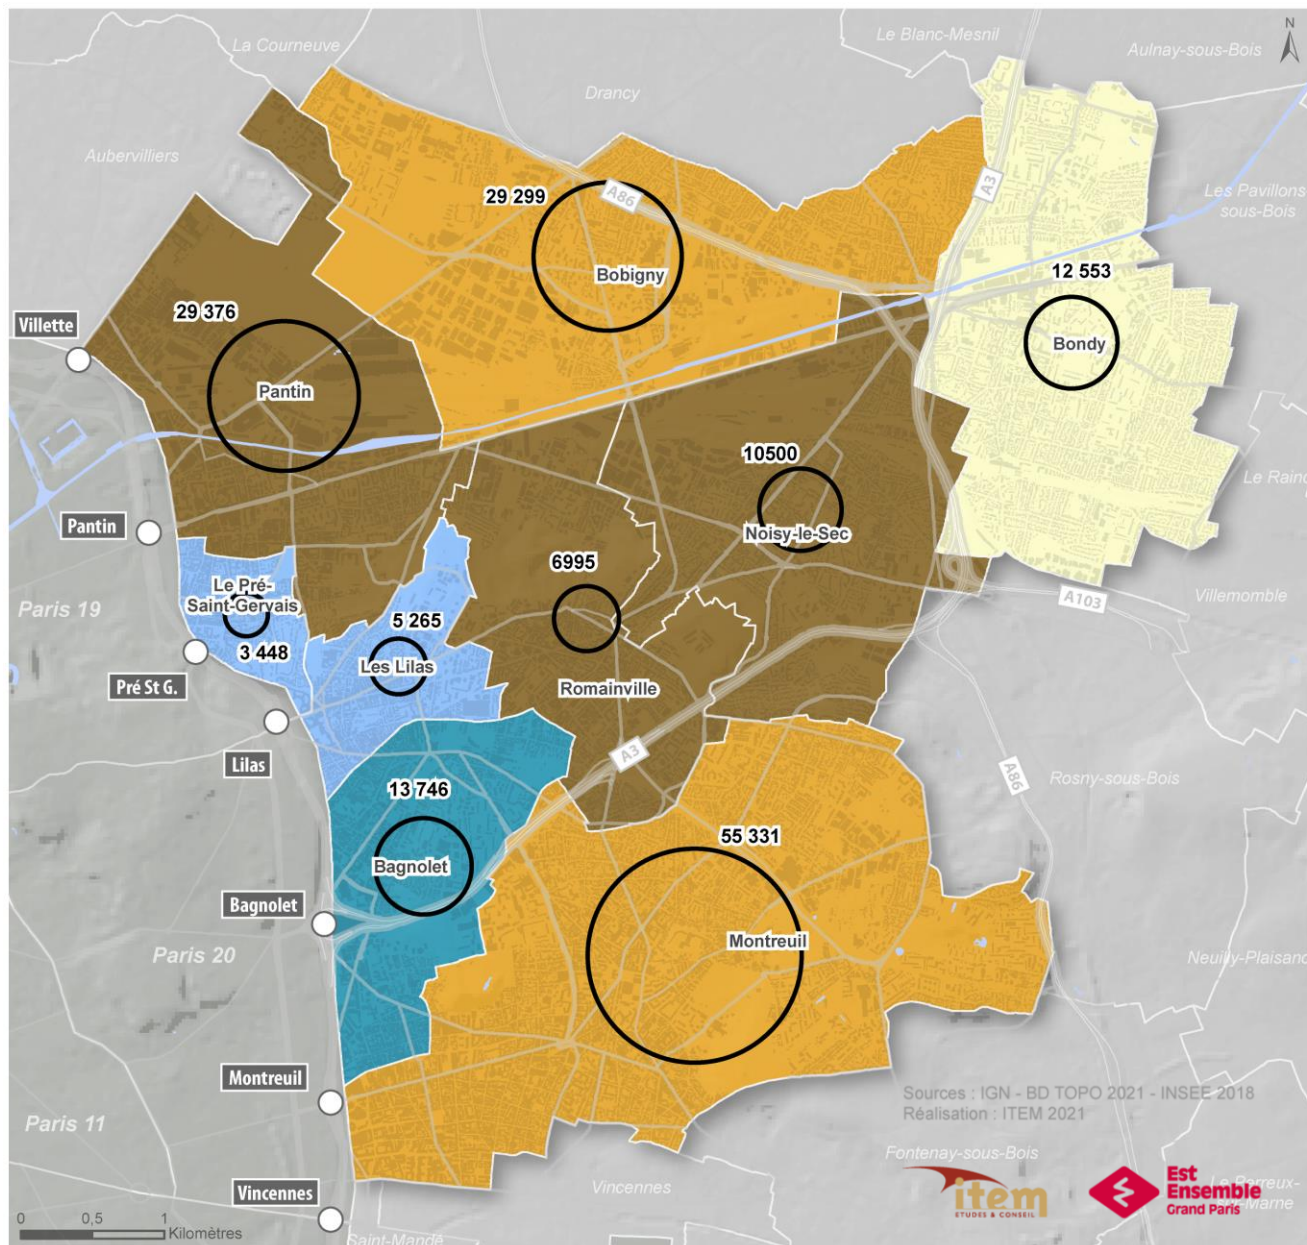 N
La Courneuve
Le Blanc-Mesnil
Aulnay-sous-Bois
Drancy
Aubervilliers
A3
Les Pavillons-
sous-Bois
29 299
A86
Bobigny
12 553
29 376
Villette
Bondy
Pantin
10500
Le Rainc
Pantin
Noisy-le-Sec
6995
Le Pré-
Saint-Gervais
A103
Villemomble
Paris 19
5 265
3 448
Les Lilas
Pré St G.
Romainville
Lilas
A3
A86
Rosny-sous-Bois
13 746
55 331
Bagnolet
Bagnolet
Montreuil
Paris 20
Neuilly-Plaisanc
Montreuil
Sources : IGN - BD TOPO 2021 - INSEE 2018
Réalisation : ITEM 2021
Paris 11
Fontenay-sous-Bois
Vincennes
Vincennes
item
ETUDES & CONSEIL
Est
Ensemble
Grand Paris
Le Perreux-
sur-Marne
0 0,5 1
Kilomètres
Saint-Mandé